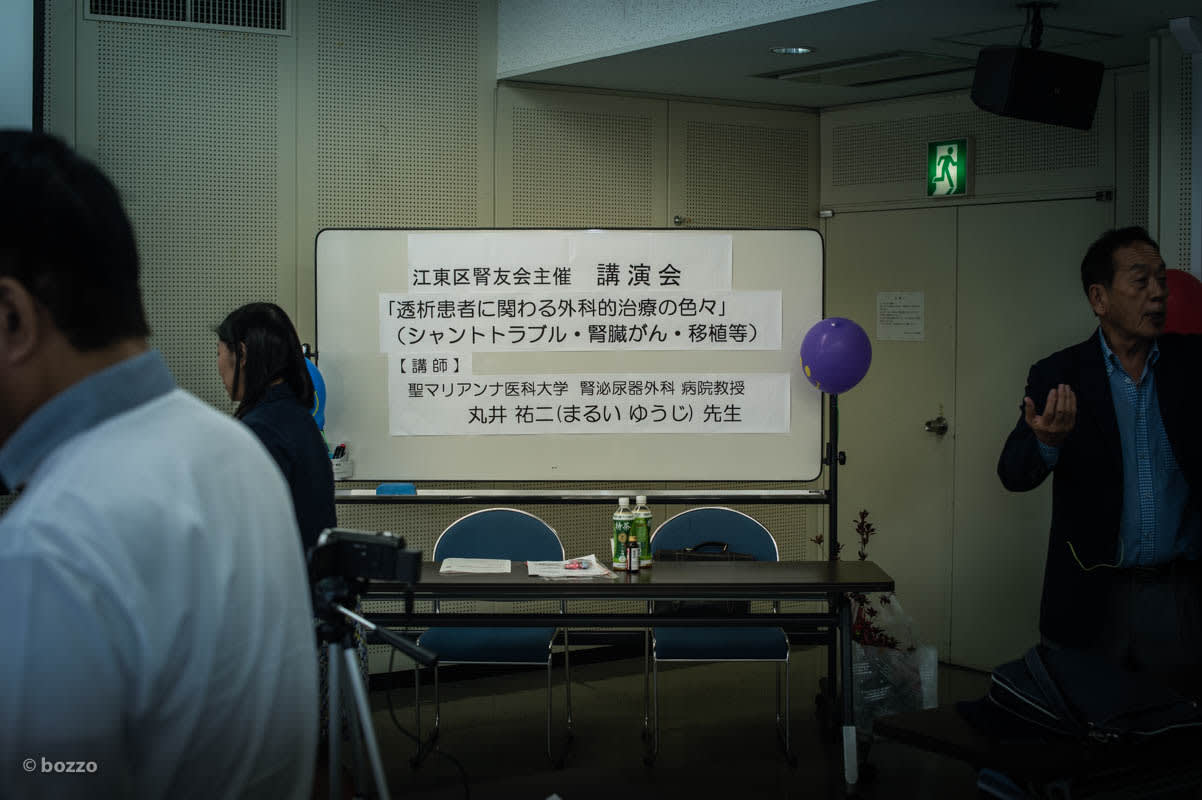 江東区腎友会主催 講演会
「透析患者に関わる外科的治療の色々」
（シャントトラブル・腎臓がん・移植等）
【講師】
聖マリアンナ医科大学 腎泌尿器外科 病院教授
丸井 祐二（まるい ゆうじ）先生
特茶
© bozzo